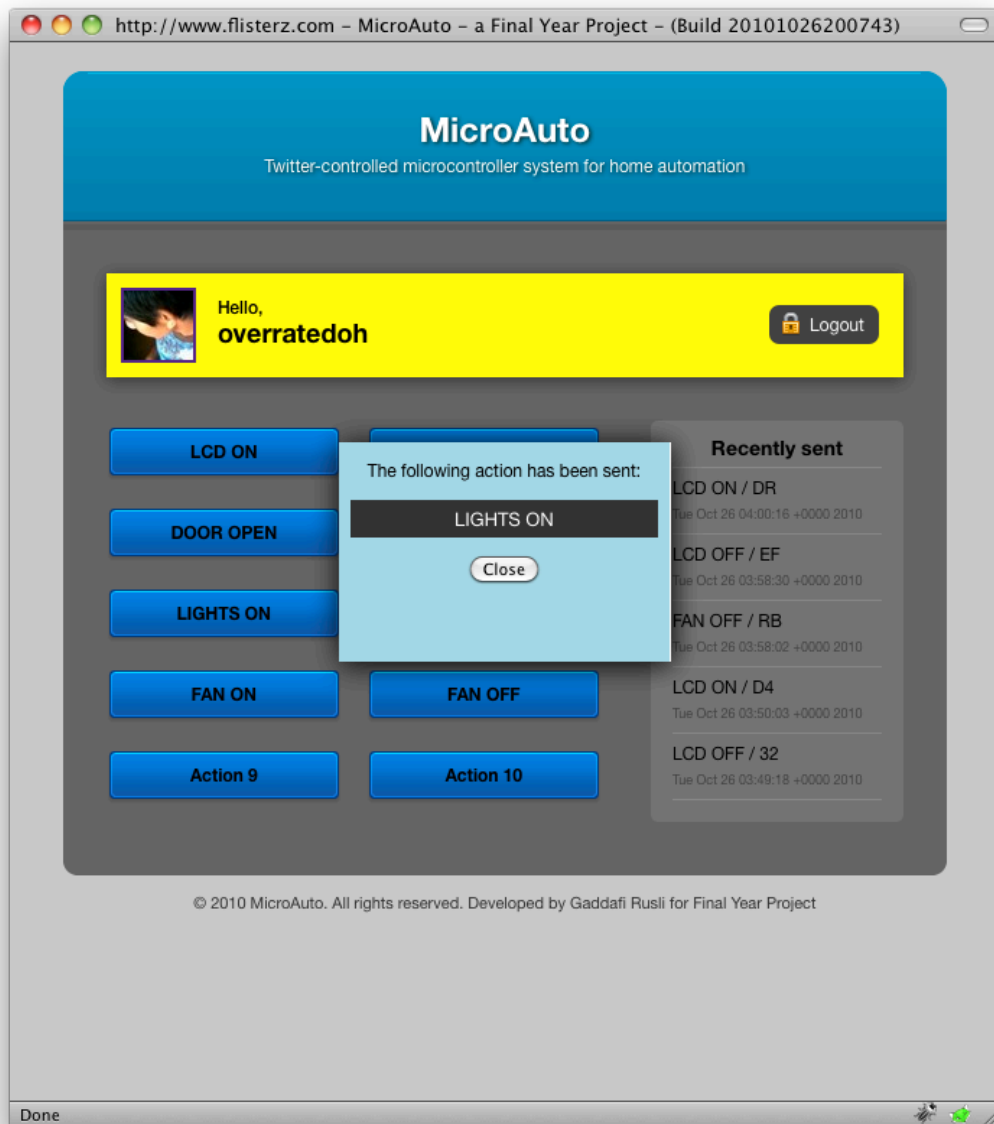 http://www.flisterz.com – MicroAuto – a Final Year Project – (Build 20101026200743)
MicroAuto
Twitter-controlled microcontroller system for home automation
Hello,
overratedoh
Logout
LCD ON
DOOR OPEN
LIGHTS ON
FAN ON
FAN OFF
Action 9
Action 10
The following action has been sent:
LIGHTS ON
Close
Recently sent
LCD ON / DR
Tue Oct 26 04:00:16 +0000 2010
LCD OFF / EF
Tue Oct 26 03:58:30 +0000 2010
FAN OFF / RB
Tue Oct 26 03:58:02 +0000 2010
LCD ON / D4
Tue Oct 26 03:50:03 +0000 2010
LCD OFF / 32
Tue Oct 26 03:49:18 +0000 2010
© 2010 MicroAuto. All rights reserved. Developed by Gaddafi Rusli for Final Year Project
Done